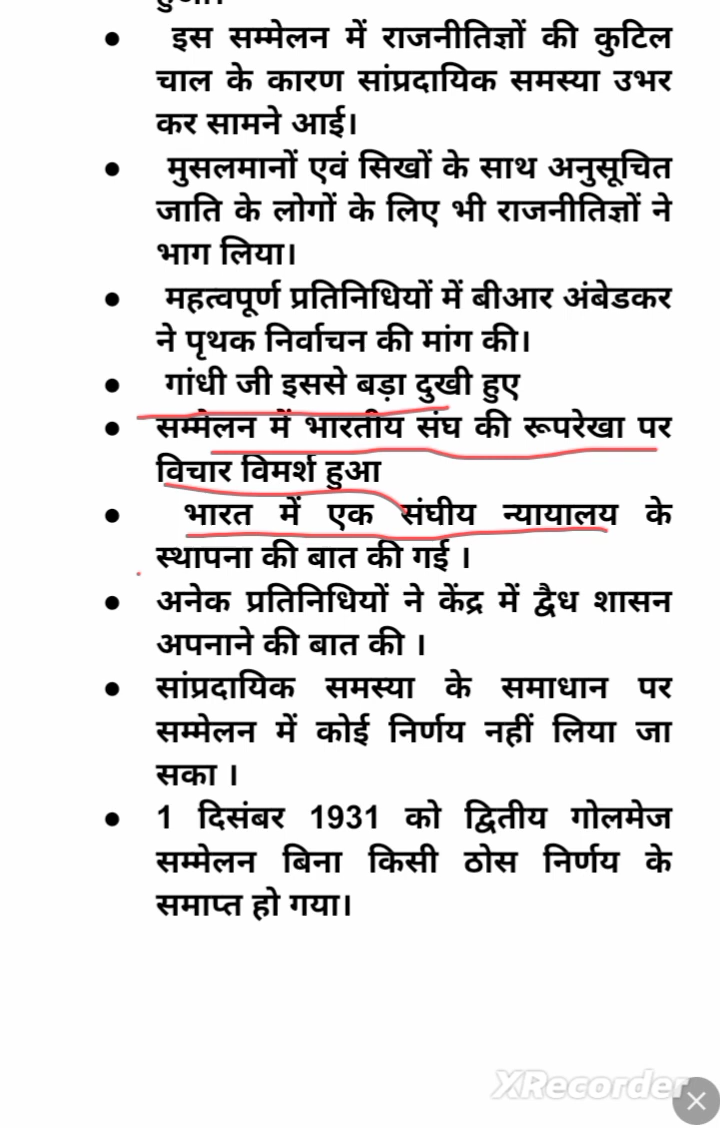 हुआ।
• इस सम्मेलन में राजनीतिज्ञों की कुटिल
चाल के कारण सांप्रदायिक समस्या उभर
कर सामने आई।
• मुसलमानों एवं सिखों के साथ अनुसूचित
जाति के लोगों के लिए भी राजनीतिज्ञों ने
भाग लिया।
• महत्वपूर्ण प्रतिनिधियों में बीआर अंबेडकर
ने पृथक निर्वाचन की मांग की।
• गांधी जी इससे बड़ा दुखी हुए
• सम्मेलन में भारतीय संघ की रूपरेखा पर
विचार विमर्श हुआ
• भारत में एक संघीय न्यायालय के
स्थापना की बात की गई ।
• अनेक प्रतिनिधियों ने केंद्र में द्वैध शासन
अपनाने की बात की ।
• सांप्रदायिक समस्या के समाधान पर
सम्मेलन में कोई निर्णय नहीं लिया जा
सका ।
• 1 दिसंबर 1931 को द्वितीय गोलमेज
सम्मेलन बिना किसी ठोस निर्णय के
समाप्त हो गया।
XRecorder